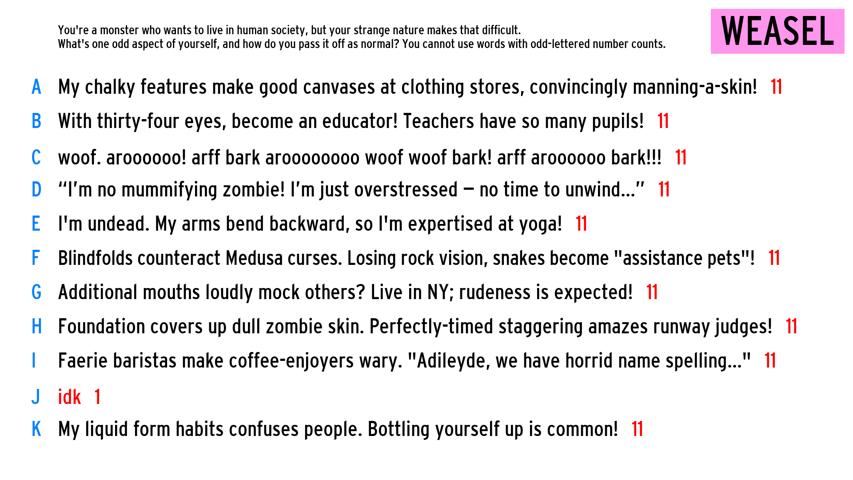 You're a monster who wants to live in human society, but your strange nature makes that difficult.
What's one odd aspect of yourself, and how do you pass it off as normal? You cannot use words with odd-lettered number counts.
WEASEL
A My chalky features make good canvases at clothing stores, convincingly manning-a-skin! 11
B With thirty-four eyes, become an educator! Teachers have so many pupils! 11
C woof. aroooooo! arff bark aroooooooo woof woof bark! arff aroooooo bark!!! 11
D “I’m no mummifying zombie! I’m just overstressed – no time to unwind...” 11
E I'm undead. My arms bend backward, so I'm expertised at yoga! 11
F Blindfolds counteract Medusa curses. Losing rock vision, snakes become "assistance pets"! 11
G Additional mouths loudly mock others? Live in NY; rudeness is expected! 11
H Foundation covers up dull zombie skin. Perfectly-timed staggering amazes runway judges! 11
I Faerie baristas make coffee-enjoyers wary. "Adileyde, we have horrid name spelling..." 11
J idk 1
K My liquid form habits confuses people. Bottling yourself up is common! 11